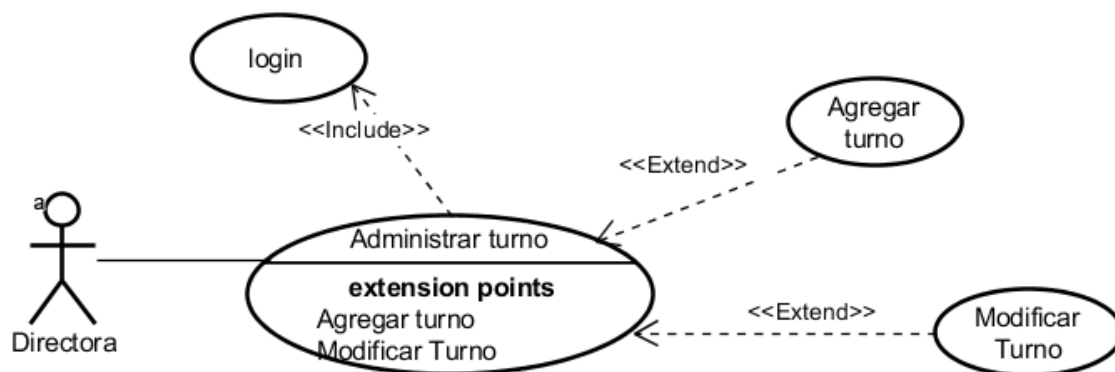 login
<<Include>>
Agregar
turno
<<Extend>>
a
Directora
Administrar turno
extension points
Agregar turno
Modificar Turno
<<Extend>>
Modificar
Turno